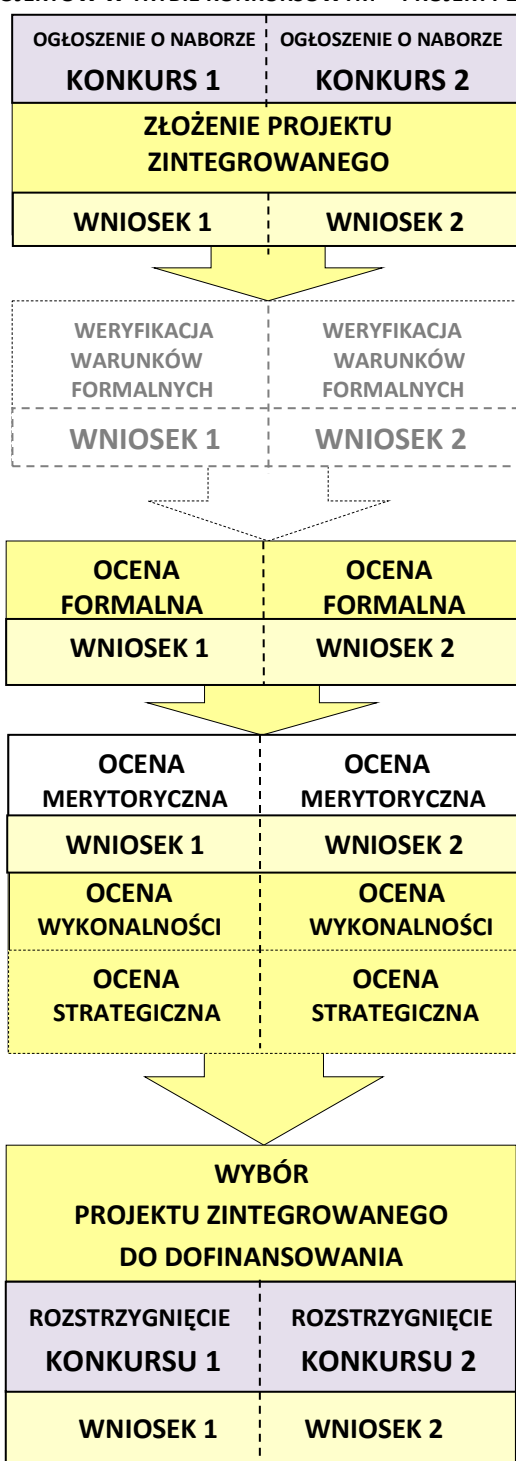 OGŁOSZENIE O NABORZE OGŁOSZENIE O NABORZE
KONKURS 1 KONKURS 2
ZŁOŻENIE PROJEKTU
ZINTEGROWANEGO
WNIOSEK 1 WNIOSEK 2
WERYFIKACJA WERYFIKACJA
WARUNKÓW WARUNKÓW
FORMALNYCH FORMALNYCH
WNIOSEK 1 WNIOSEK 2
OCENA OCENA
FORMALNA FORMALNA
WNIOSEK 1 WNIOSEK 2
OCENA OCENA
MERYTORYCZNA MERYTORYCZNA
WNIOSEK 1 WNIOSEK 2
OCENA OCENA
WYKONALNOŚCI WYKONALNOŚCI
OCENA OCENA
STRATEGICZNA STRATEGICZNA
WYBÓR
PROJEKTU ZINTEGROWANEGO
DO DOFINANSOWANIA
ROZSTRZYGNIĘCIE ROZSTRZYGNIĘCIE
KONKURSU 1 KONKURSU 2
WNIOSEK 1 WNIOSEK 2